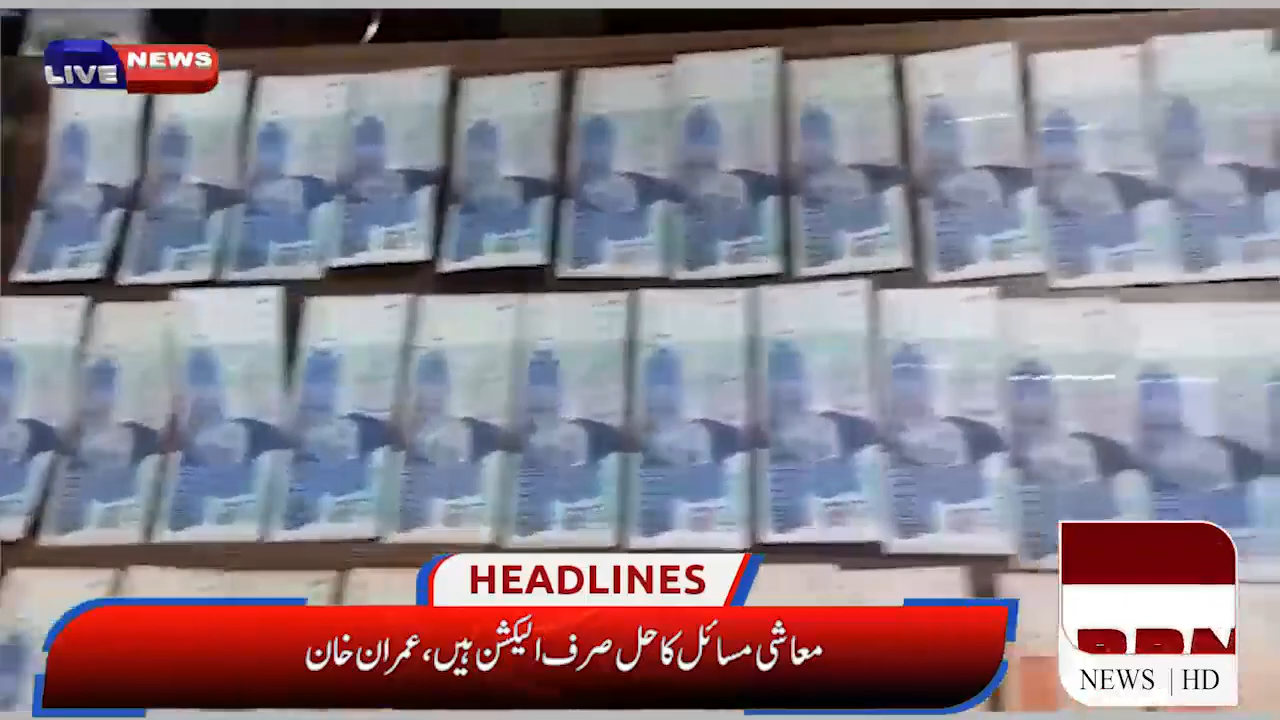 LIVE NEWS
HEADLINES
معاشی مسائل کا حل صرف الیکشن ہیں، عمران خان
NEWS | HD